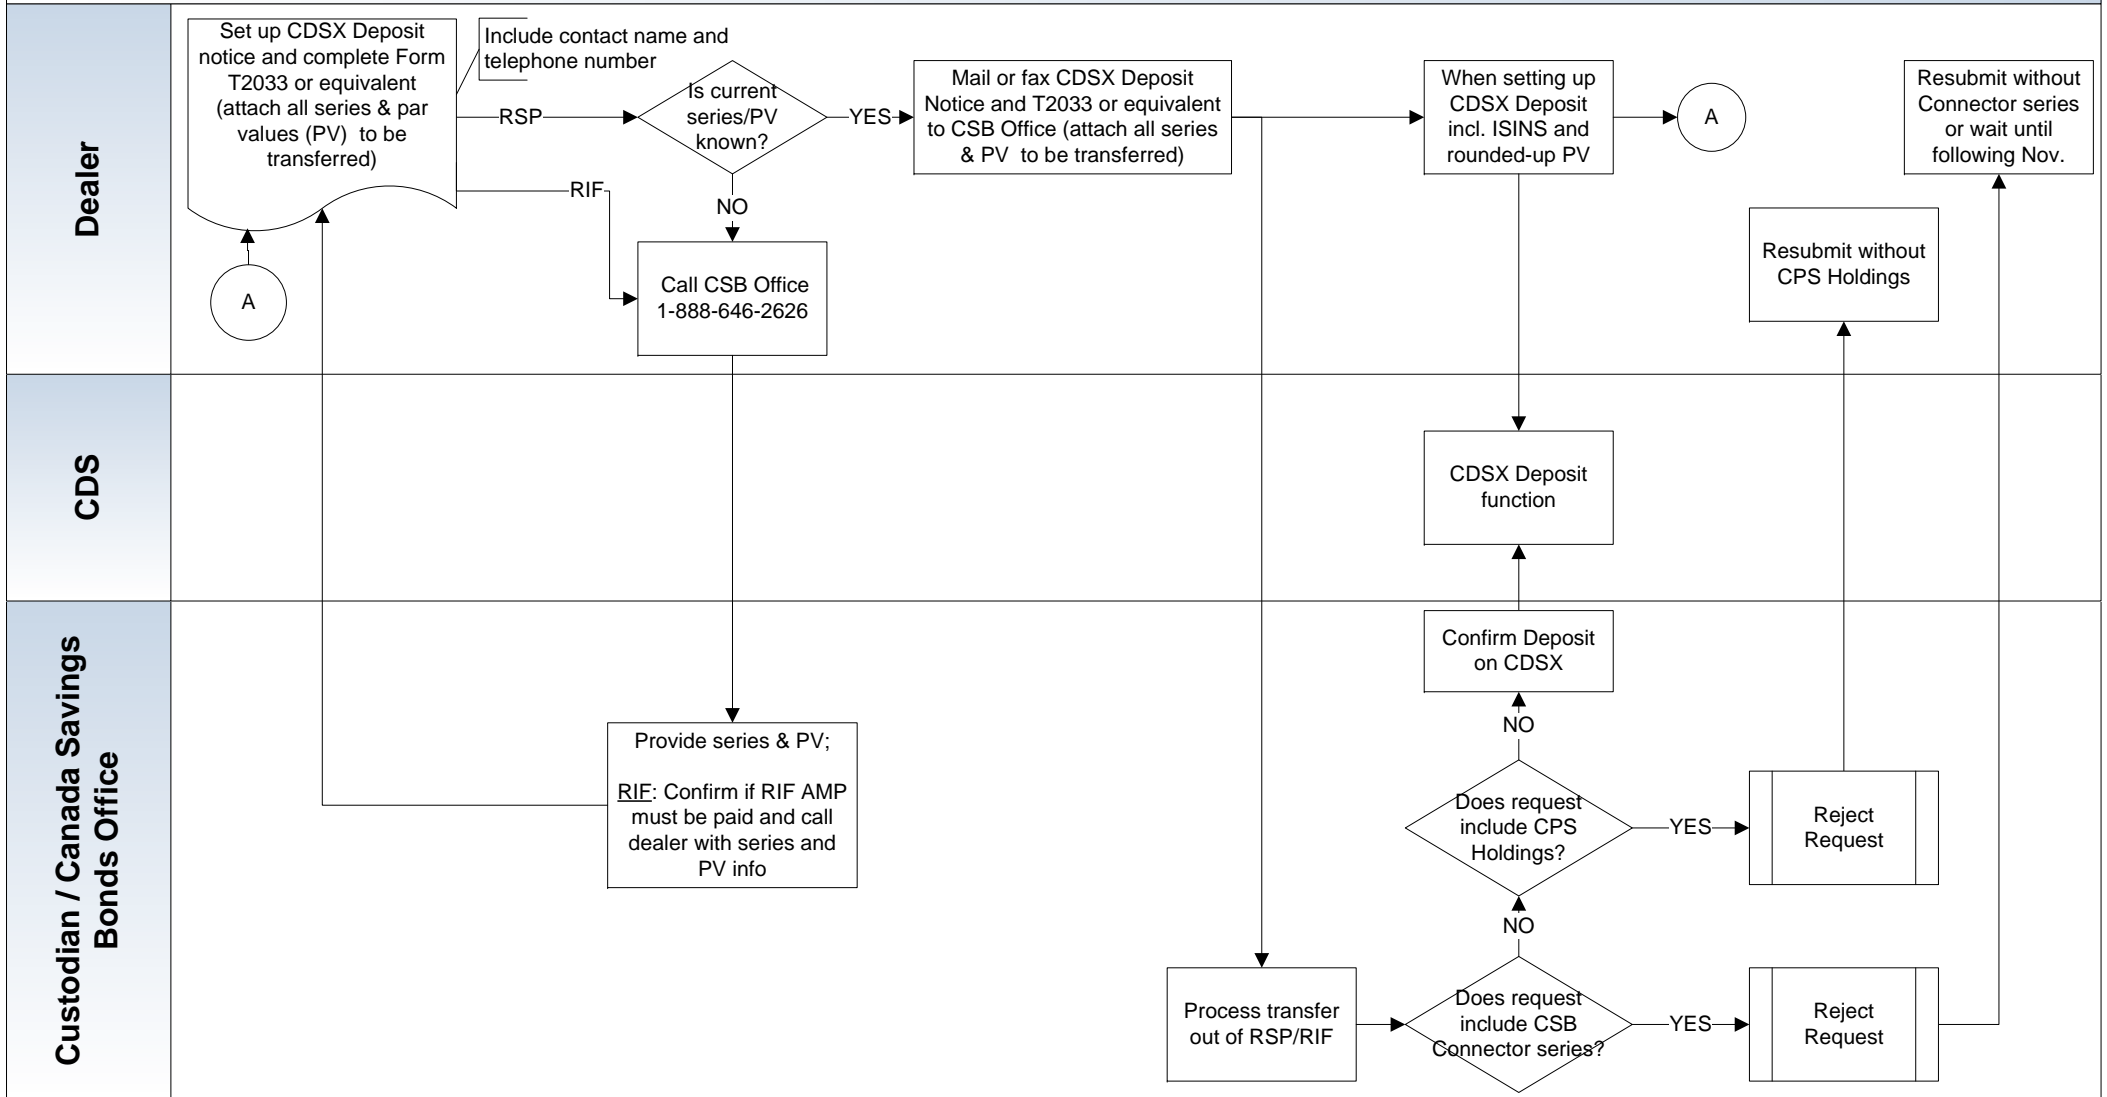 Dealer
Set up CDSX Deposit
notice and complete Form
T2033 or equivalent
(attach all series & par
values (PV) to be
transferred)
Include contact name and
telephone number
RSP
RIF
A
Is current
series/PV
known?
YES
NO
Call CSB Office
1-888-646-2626
Mail or fax CDSX Deposit
Notice and T2033 or equivalent
to CSB Office (attach all series
& PV to be transferred)
When setting up
CDSX Deposit
incl. ISINS and
rounded-up PV
A
Resubmit without
CPS Holdings
Resubmit without
Connector series
or wait until
following Nov.
CDS
CDSX Deposit
function
Custodian / Canada Savings
Bonds Office
Provide series & PV;
RIF: Confirm if RIF AMP
must be paid and call
dealer with series and
PV info
Confirm Deposit
on CDSX
NO
Does request
include CPS
Holdings?
YES
Reject
Request
NO
Process transfer
out of RSP/RIF
Does request
include CSB
Connector series?
YES
Reject
Request